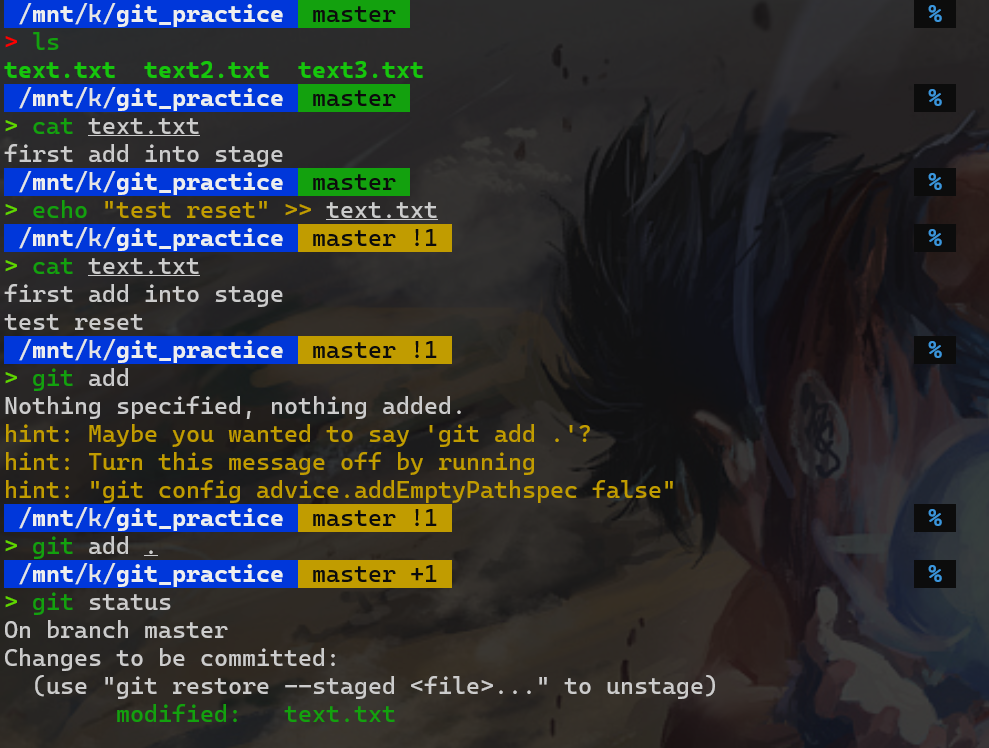 /mnt/k/git_practice master %
> ls
text.txt  text2.txt  text3.txt
/mnt/k/git_practice master %
> cat text.txt
first add into stage
/mnt/k/git_practice master %
> echo "test reset" >> text.txt
/mnt/k/git_practice master !1 %
> cat text.txt
first add into stage
test reset
/mnt/k/git_practice master !1 %
> git add
Nothing specified, nothing added.
hint: Maybe you wanted to say 'git add .'?
hint: Turn this message off by running
hint: "git config advice.addEmptyPathspec false"
/mnt/k/git_practice master !1 %
> git add .
/mnt/k/git_practice master +1 %
> git status
On branch master
Changes to be committed:
  (use "git restore --staged <file>..." to unstage)
        modified:   text.txt